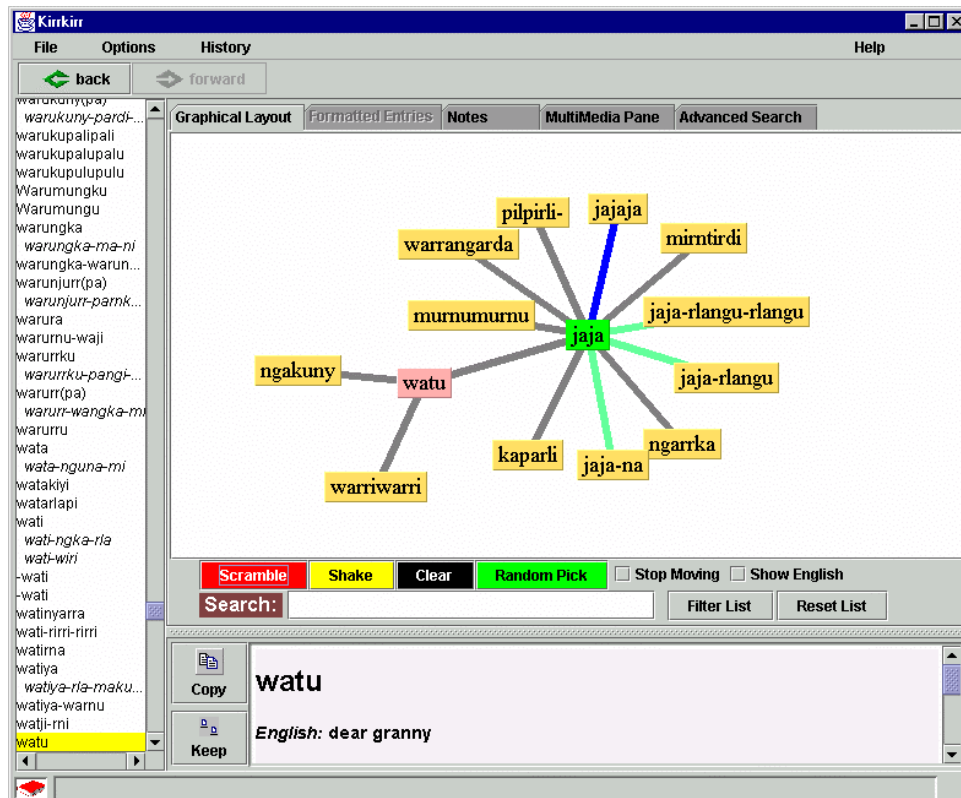 Kirrkirr
File Options History Help
back forward
warukuny(pa)
warukuny-pardi-...
warukupalipali
warukupalupalu
warukupulupulu
Warumungku
Warumungu
warungka
warungka-ma-ni
warungka-warun...
warunjurr(pa)
warunjurr-parnk...
warura
warurnu-waji
warurrku
warurrku-pangi-...
warurr(pa)
warurr-wangka-mi
warurru
wata
wata-nguna-mi
watakiyi
watarlapi
wati
wati-ngka-rla
wati-wiri
-wati
-wati
watinyarra
wati-rirri-rirri
watirna
watiya
watiya-rla-maku...
watiya-warnu
watji-rni
watu
Graphical Layout Formatted Entries Notes MultiMedia Pane Advanced Search
pilpirli-
jajaja
warrangarda
mirntirdi
murnumurnu
jaja-rlangu-rlangu
jaja
ngakuny
watu
jaja-rlangu
kaparli
jaja-na
ngarrka
warriwarri
Scramble Shake Clear Random Pick Stop Moving Show English
Search: Filter List Reset List
Copy
Keep
watu
English: dear granny